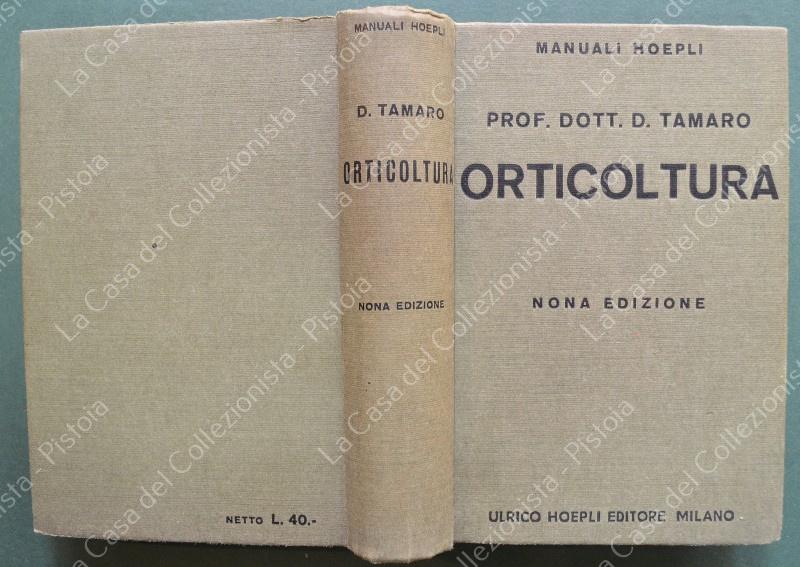 MANUALI HOEPLI
PROF. DOTT. D. TAMARO
ORTICOLTURA
NONA EDIZIONE
ULRICO HOEPLI EDITORE MILANO
MANUALI HOEPLI
D. TAMARO
ORTICOLTURA
NONA EDIZIONE
NETTO L. 40.-
La Casa del Collezionista - Pistoia